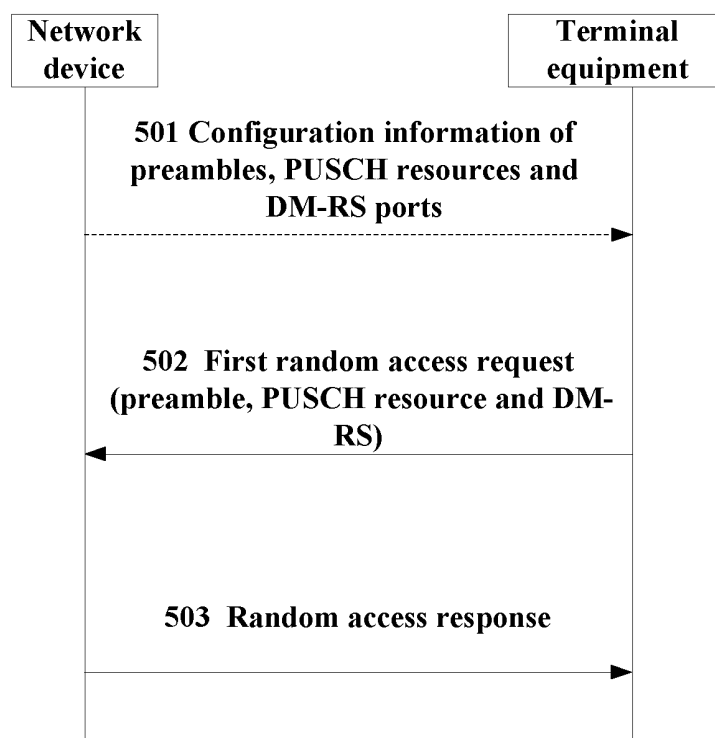 Network
device
Terminal
equipment
501 Configuration information of
preambles, PUSCH resources and
DM-RS ports
502 First random access request
(preamble, PUSCH resource and DM-
RS)
503 Random access response